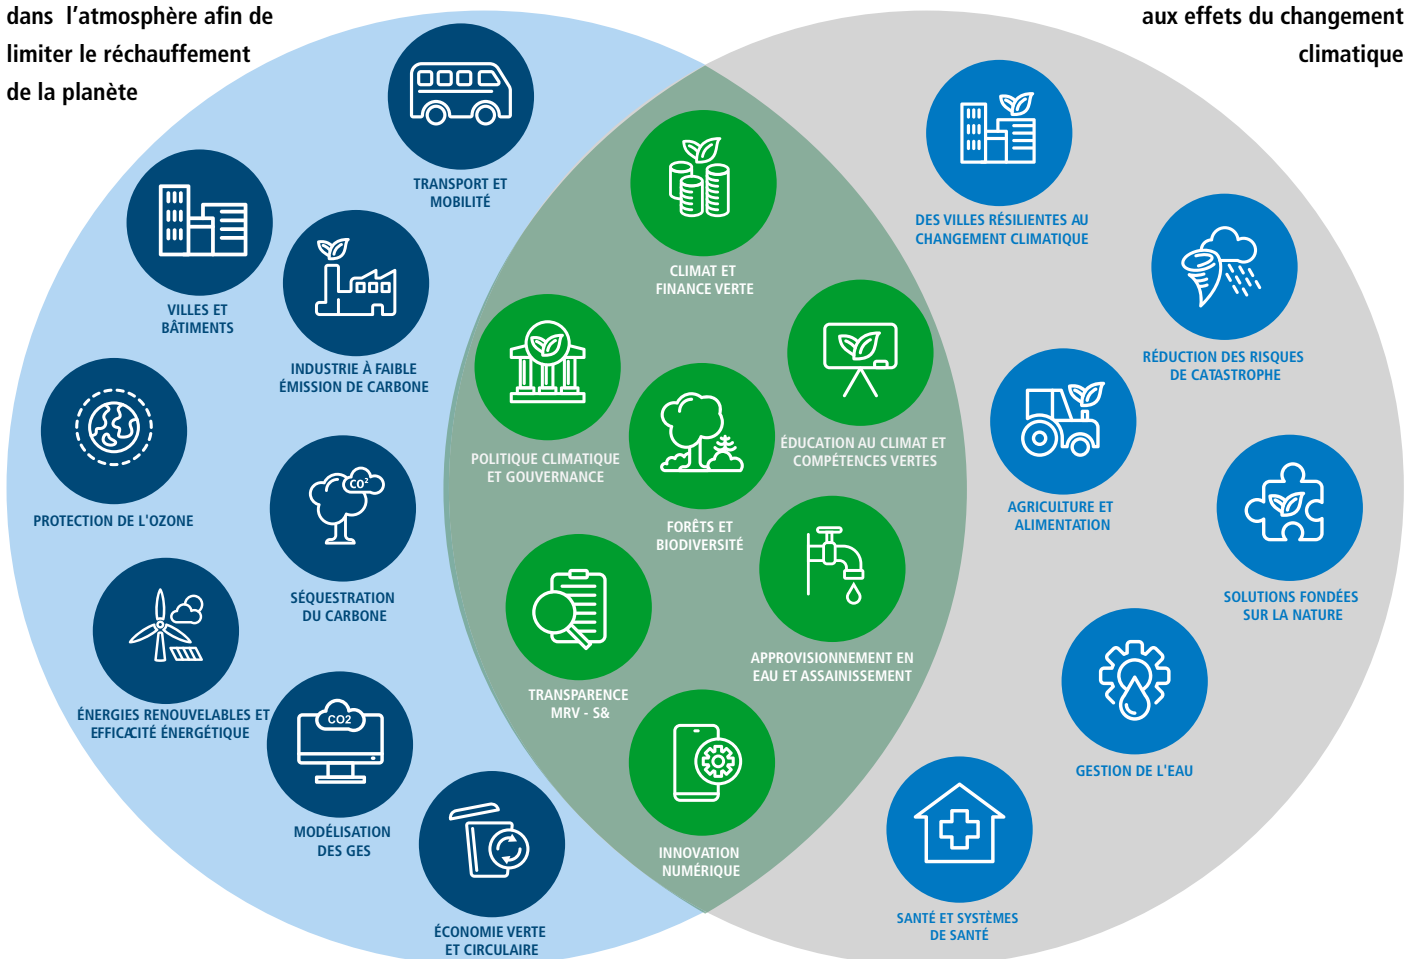 dans l'atmosphère afin de
limiter le réchauffement
de la planète
aux effets du changement
climatique
TRANSPORT ET
MOBILITÉ
VILLES ET
BÂTIMENTS
INDUSTRIE À FAIBLE
ÉMISSION DE CARBONE
PROTECTION DE L'OZONE
CO²
SÉQUESTRATION
DU CARBONE
ÉNERGIES RENOUVELABLES ET
EFFICACITÉ ÉNERGÉTIQUE
CO2
MODÉLISATION
DES GES
ÉCONOMIE VERTE
ET CIRCULAIRE
CLIMAT ET
FINANCE VERTE
POLITIQUE CLIMATIQUE
ET GOUVERNANCE
ÉDUCATION AU CLIMAT ET
COMPÉTENCES VERTES
FORÊTS ET
BIODIVERSITÉ
APPROVISIONNEMENT EN
EAU ET ASSAINISSEMENT
TRANSPARENCE
MRV - S&
INNOVATION
NUMÉRIQUE
DES VILLES RÉSILIENTES AU
CHANGEMENT CLIMATIQUE
RÉDUCTION DES RISQUES
DE CATASTROPHE
AGRICULTURE ET
ALIMENTATION
SOLUTIONS FONDÉES
SUR LA NATURE
GESTION DE L'EAU
SANTÉ ET SYSTÈMES
DE SANTÉ